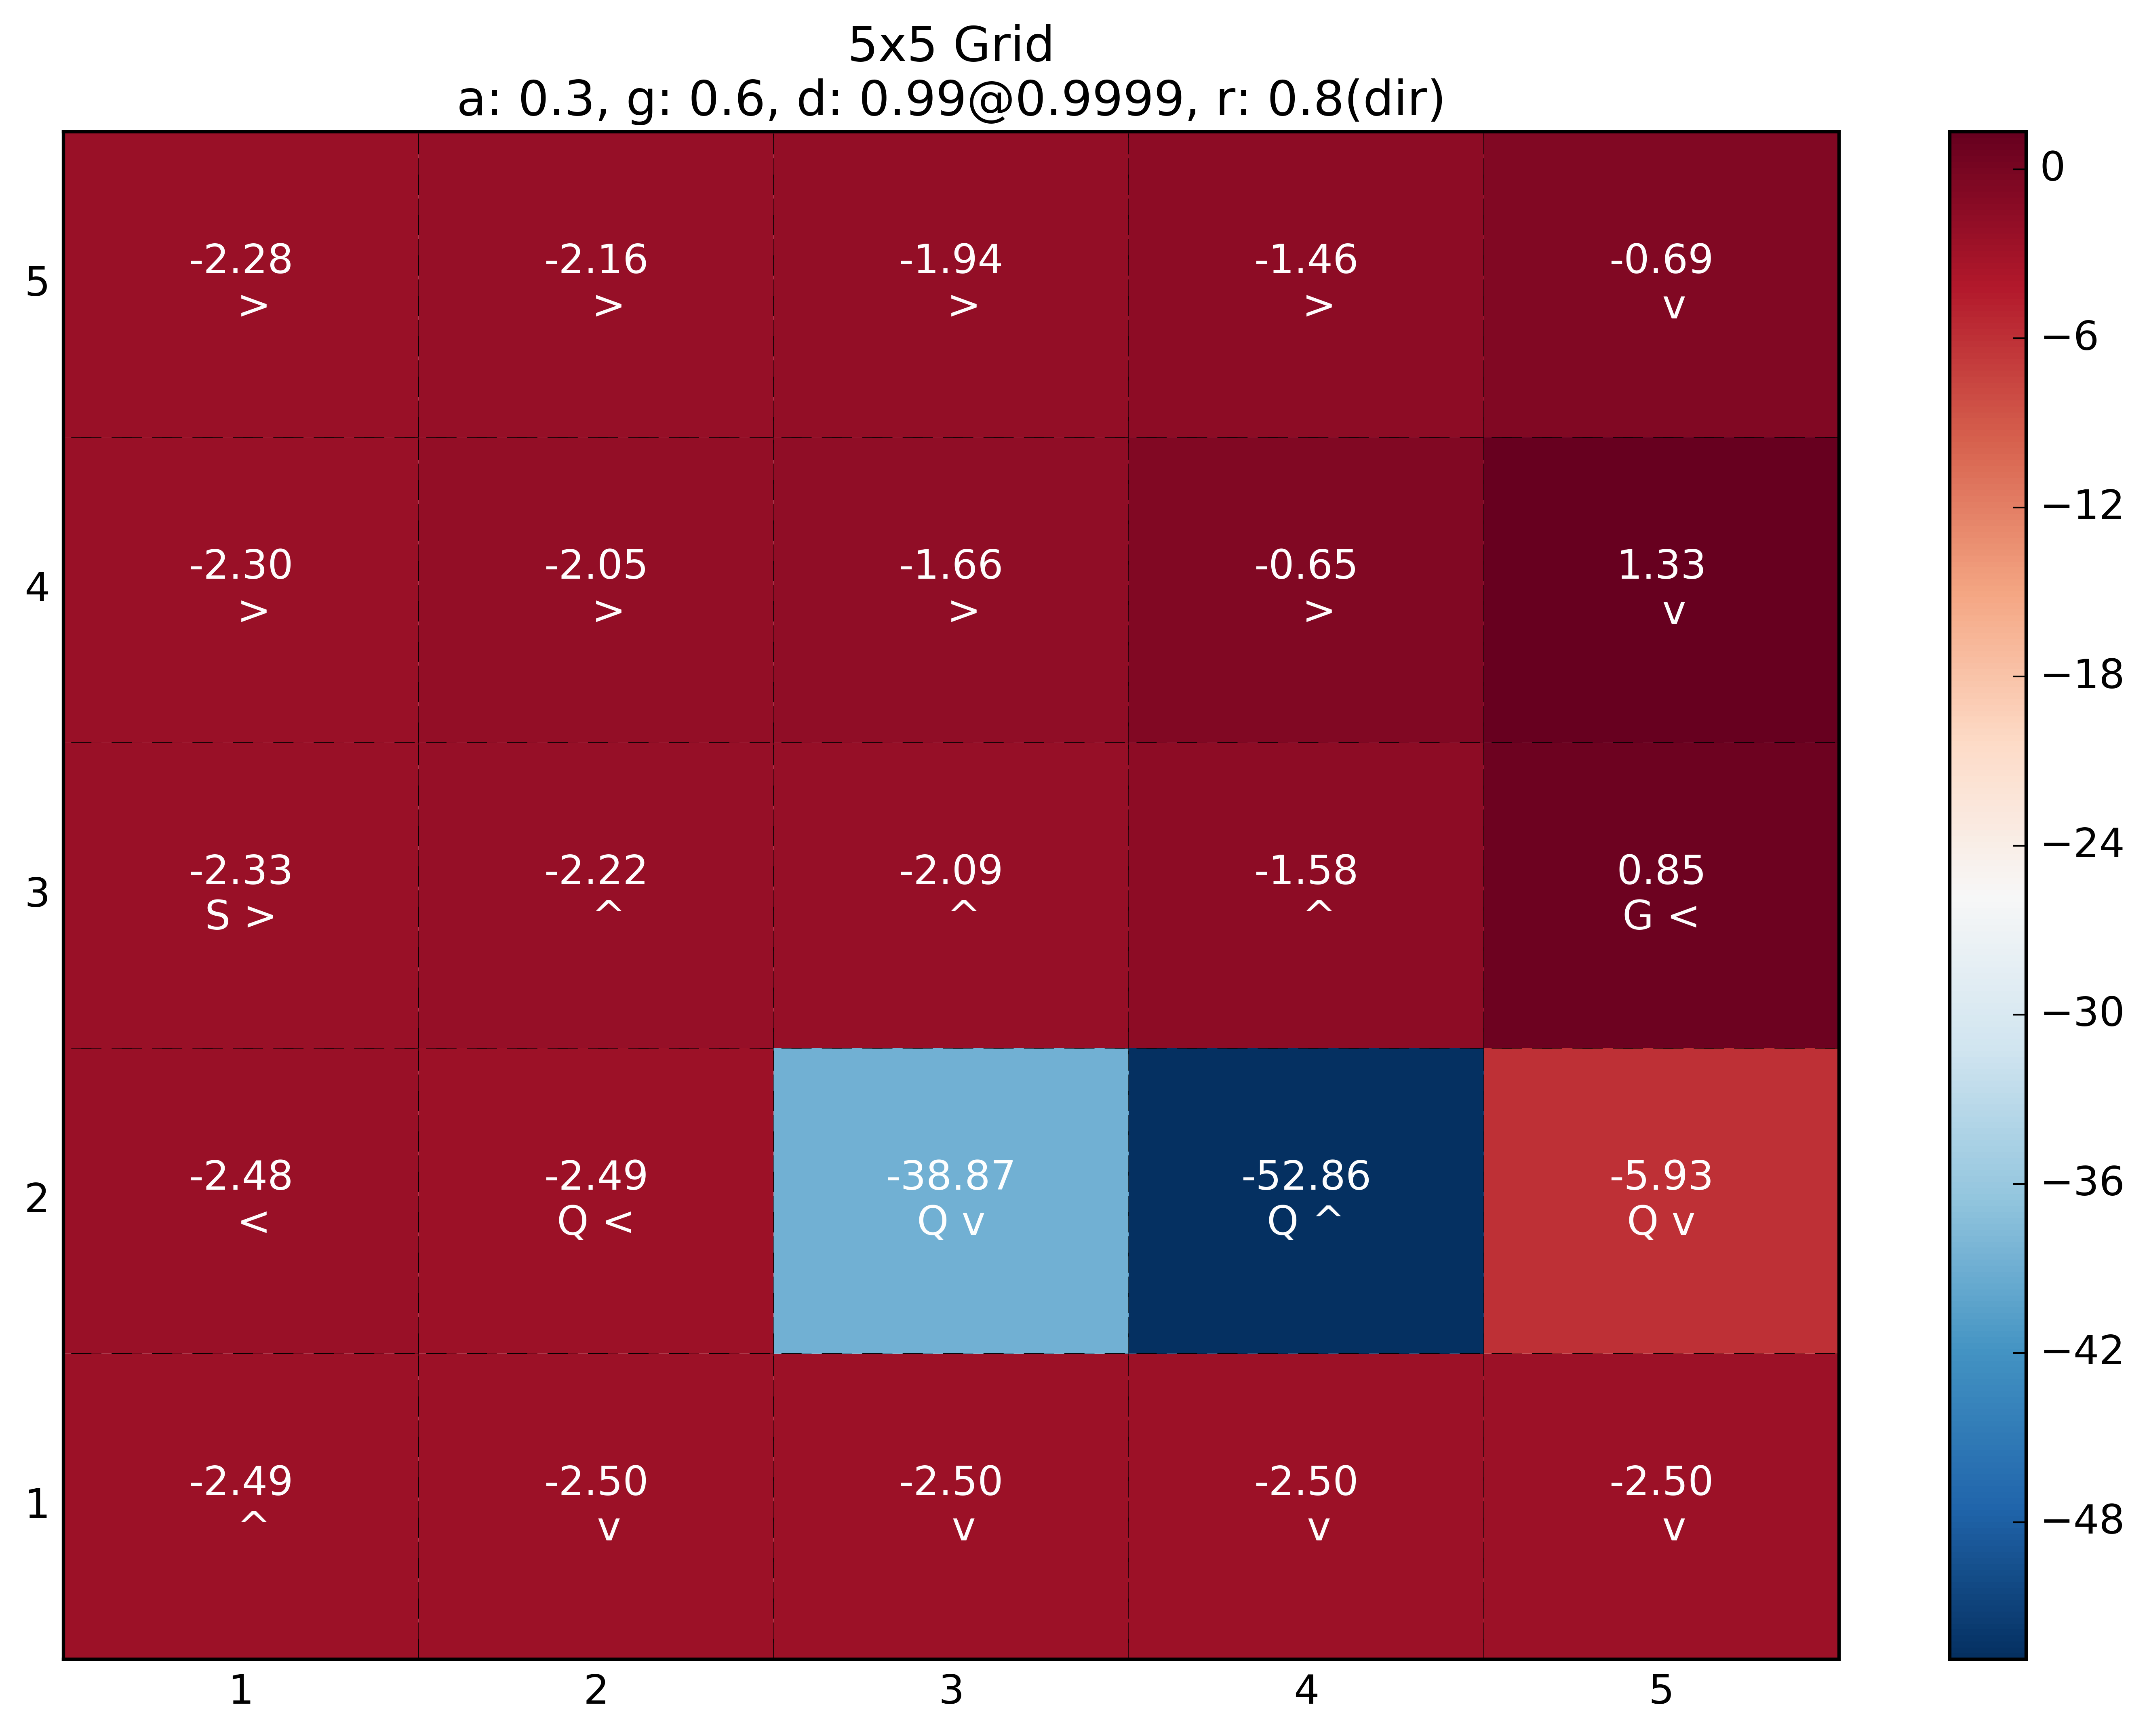 5x5 Grid
a: 0.3, g: 0.6, d: 0.99@0.9999, r: 0.8(dir)
5 -2.28 -2.16 -1.94 -1.46 -0.69
> > > > v
4 -2.30 -2.05 -1.66 -0.65 1.33
> > > > v
3 -2.33 -2.22 -2.09 -1.58 0.85
S > ^ ^ ^ G <
2 -2.48 -2.49 -38.87 -52.86 -5.93
< Q < Q v Q ^ Q v
1 -2.49 -2.50 -2.50 -2.50 -2.50
^ v v v v
1 2 3 4 5
0
−6
−12
−18
−24
−30
−36
−42
−48